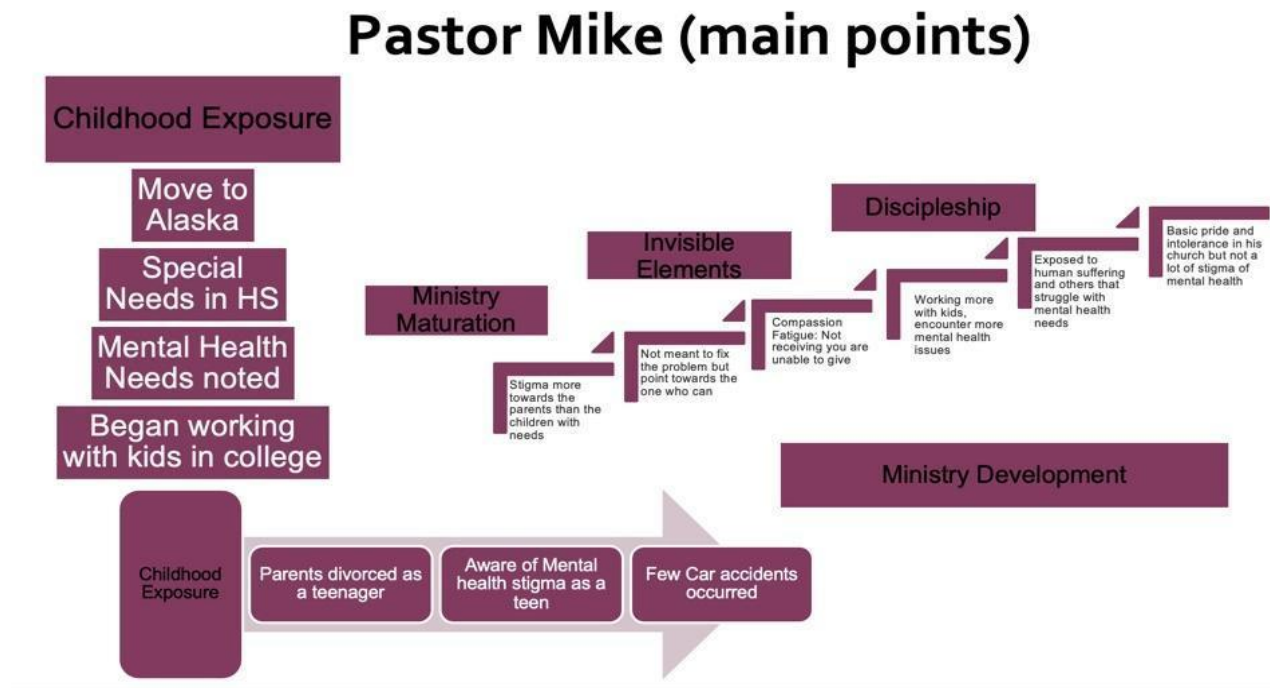 Pastor Mike (main points)
Childhood Exposure
Move to
Alaska
Special
Needs in HS
Mental Health
Needs noted
Began working
with kids in college
Ministry
Maturation
Invisible
Elements
Discipleship
Stigma more
towards the
parents than the
children with
needs
Not meant to fix
the problem but
point towards the
one who can
Compassion
Fatigue: Not
receiving you are
unable to give
Working more
with kids,
encounter more
mental health
issues
Exposed to
human suffering
and others that
struggle with
mental health
needs
Basic pride and
intolerance in his
church but not a
lot of stigma of
mental health
Ministry Development
Childhood
Exposure
Parents divorced as
a teenager
Aware of Mental
health stigma as a
teen
Few Car accidents
occurred